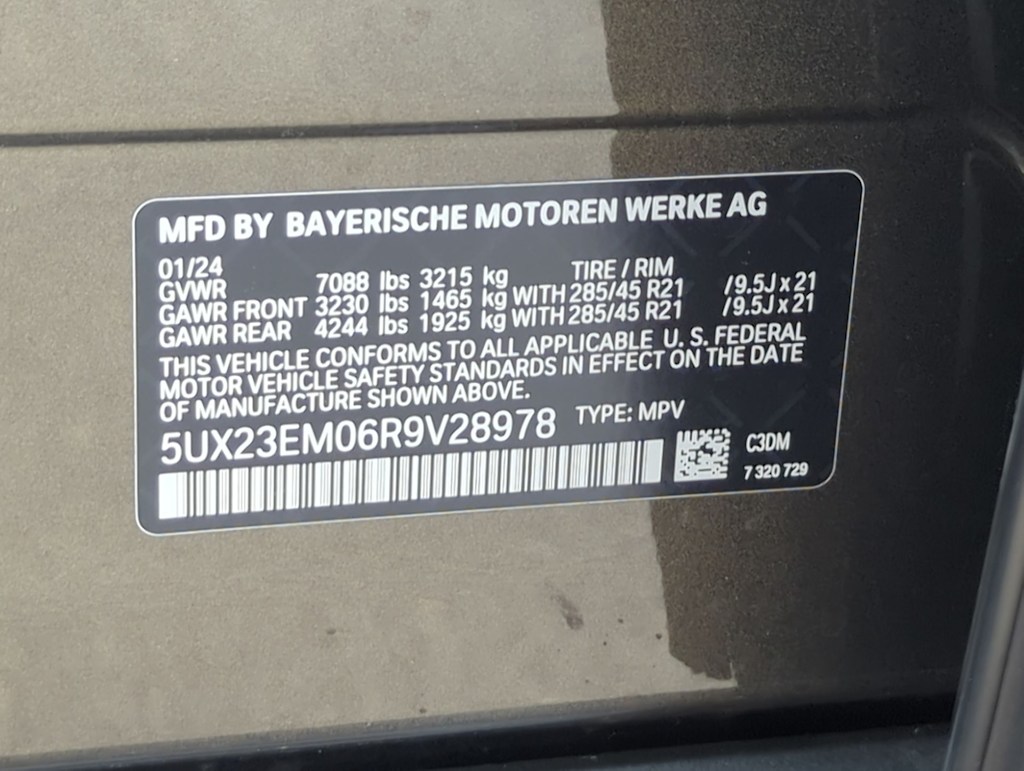 MFD BY BAYERISCHE MOTOREN WERKE AG
01/24 TIRE / RIM
GVWR 7088 lbs 3215 kg
GAWR FRONT 3230 lbs 1465 kg WITH 285/45 R21 /9.5J x 21
GAWR REAR 4244 lbs 1925 kg WITH 285/45 R21 /9.5J x 21
THIS VEHICLE CONFORMS TO ALL APPLICABLE U. S. FEDERAL
MOTOR VEHICLE SAFETY STANDARDS IN EFFECT ON THE DATE
OF MANUFACTURE SHOWN ABOVE.
5UX23EM06R9V28978 TYPE: MPV
C3DM
7 320 729